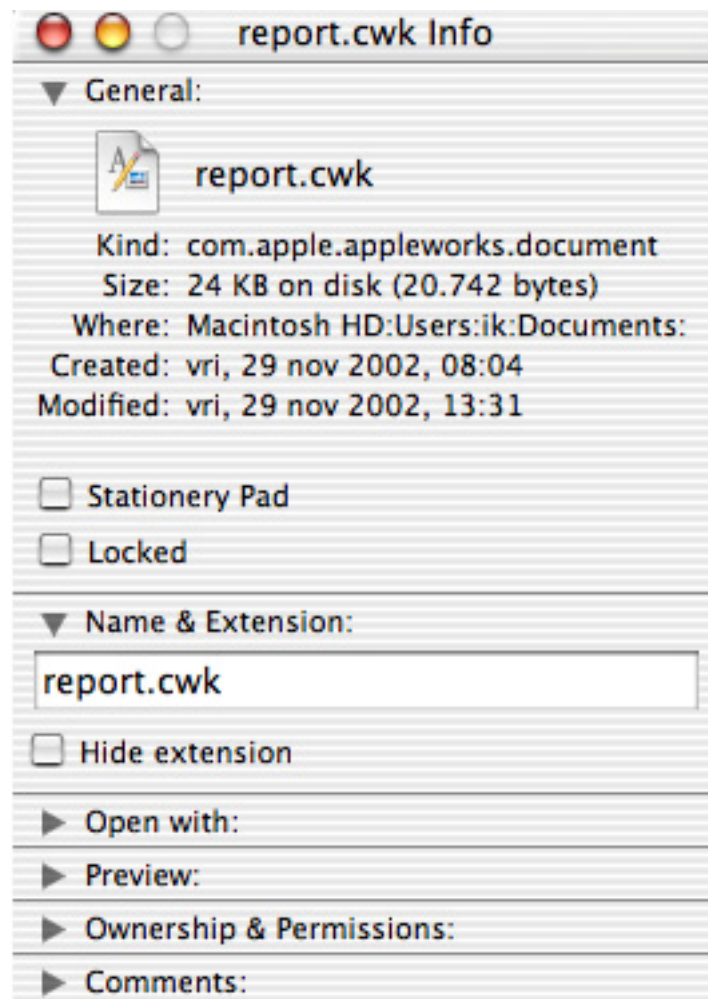 report.cwk Info
General:
report.cwk
Kind: com.apple.appleworks.document
Size: 24 KB on disk (20.742 bytes)
Where: Macintosh HD:Users:ik:Documents:
Created: vri, 29 nov 2002, 08:04
Modified: vri, 29 nov 2002, 13:31
Stationery Pad
Locked
Name & Extension:
report.cwk
Hide extension
Open with:
Preview:
Ownership & Permissions:
Comments: